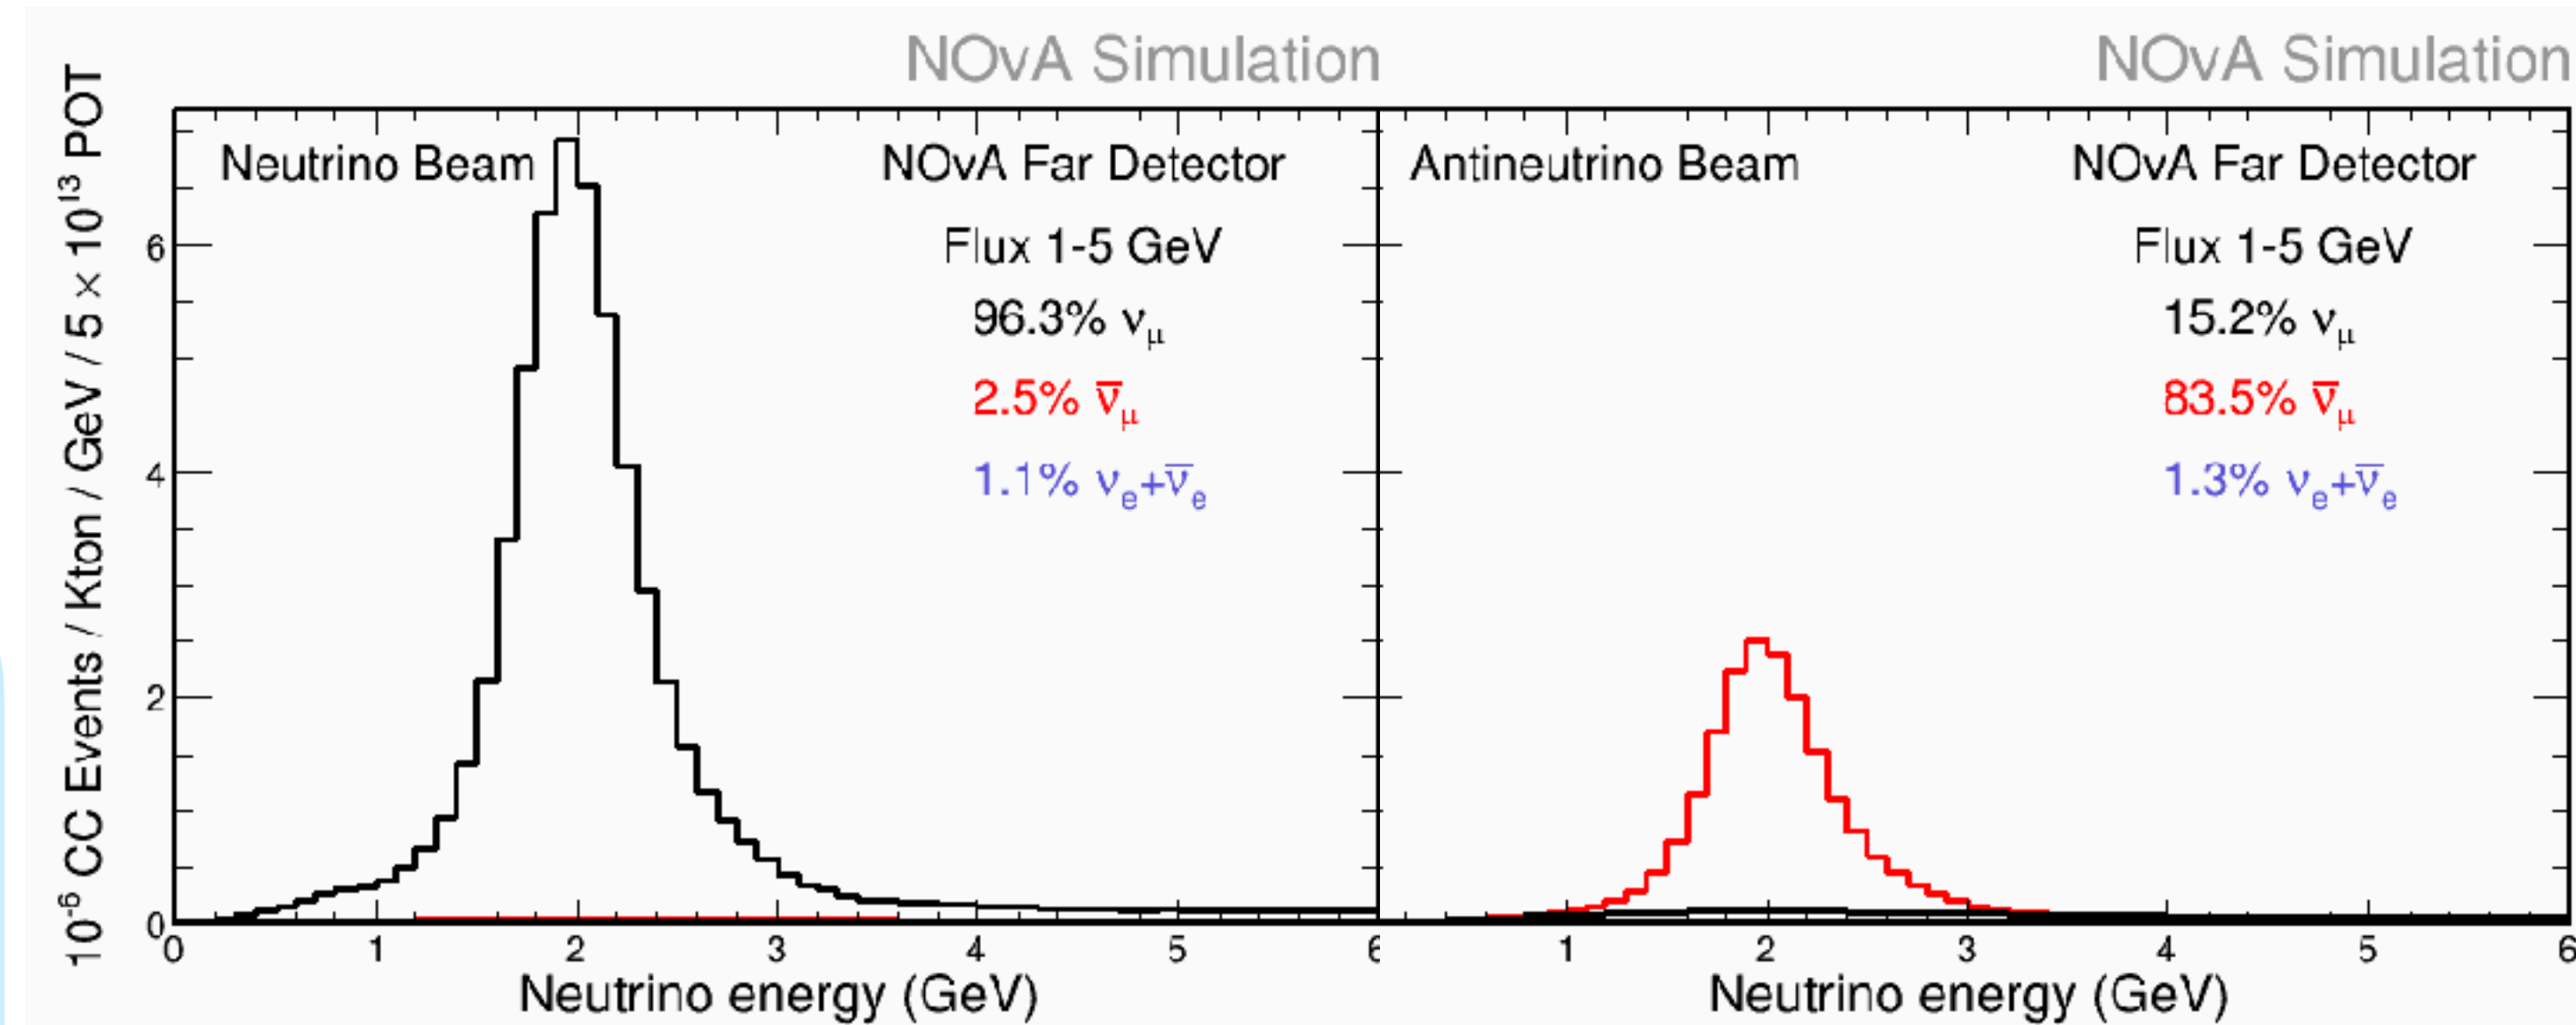 NOvA Simulation
Neutrino Beam
NOvA Far Detector
Flux 1-5 GeV
96.3% νμ
2.5% ν̅μ
1.1% νe+ν̅e
10⁻⁶ CC Events / Kton / GeV / 5 × 10¹³ POT
6
4
2
0
0 1 2 3 4 5 6
Neutrino energy (GeV)
NOvA Simulation
Antineutrino Beam
NOvA Far Detector
Flux 1-5 GeV
15.2% νμ
83.5% ν̅μ
1.3% νe+ν̅e
1 2 3 4 5 6
Neutrino energy (GeV)